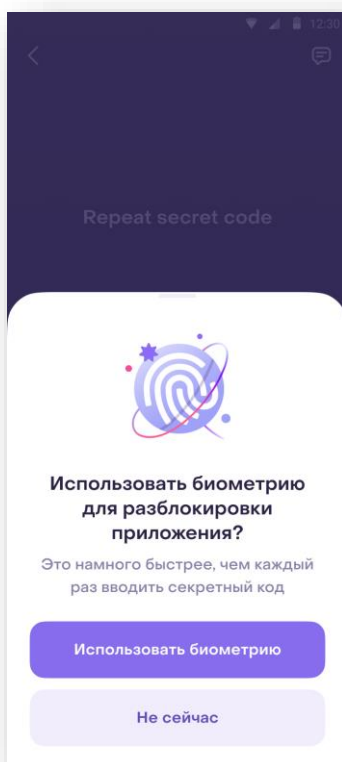 12:30
Repeat secret code
Использовать биометрию
для разблокировки
приложения?
Это намного быстрее, чем каждый
раз вводить секретный код
Использовать биометрию
Не сейчас